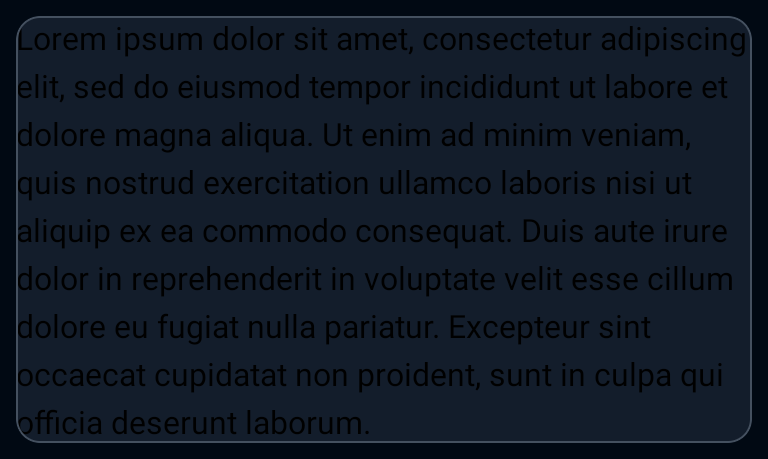 Lorem ipsum dolor sit amet, consectetur adipiscing
elit, sed do eiusmod tempor incididunt ut labore et
dolore magna aliqua. Ut enim ad minim veniam,
quis nostrud exercitation ullamco laboris nisi ut
aliquip ex ea commodo consequat. Duis aute irure
dolor in reprehenderit in voluptate velit esse cillum
dolore eu fugiat nulla pariatur. Excepteur sint
occaecat cupidatat non proident, sunt in culpa qui
officia deserunt laborum.